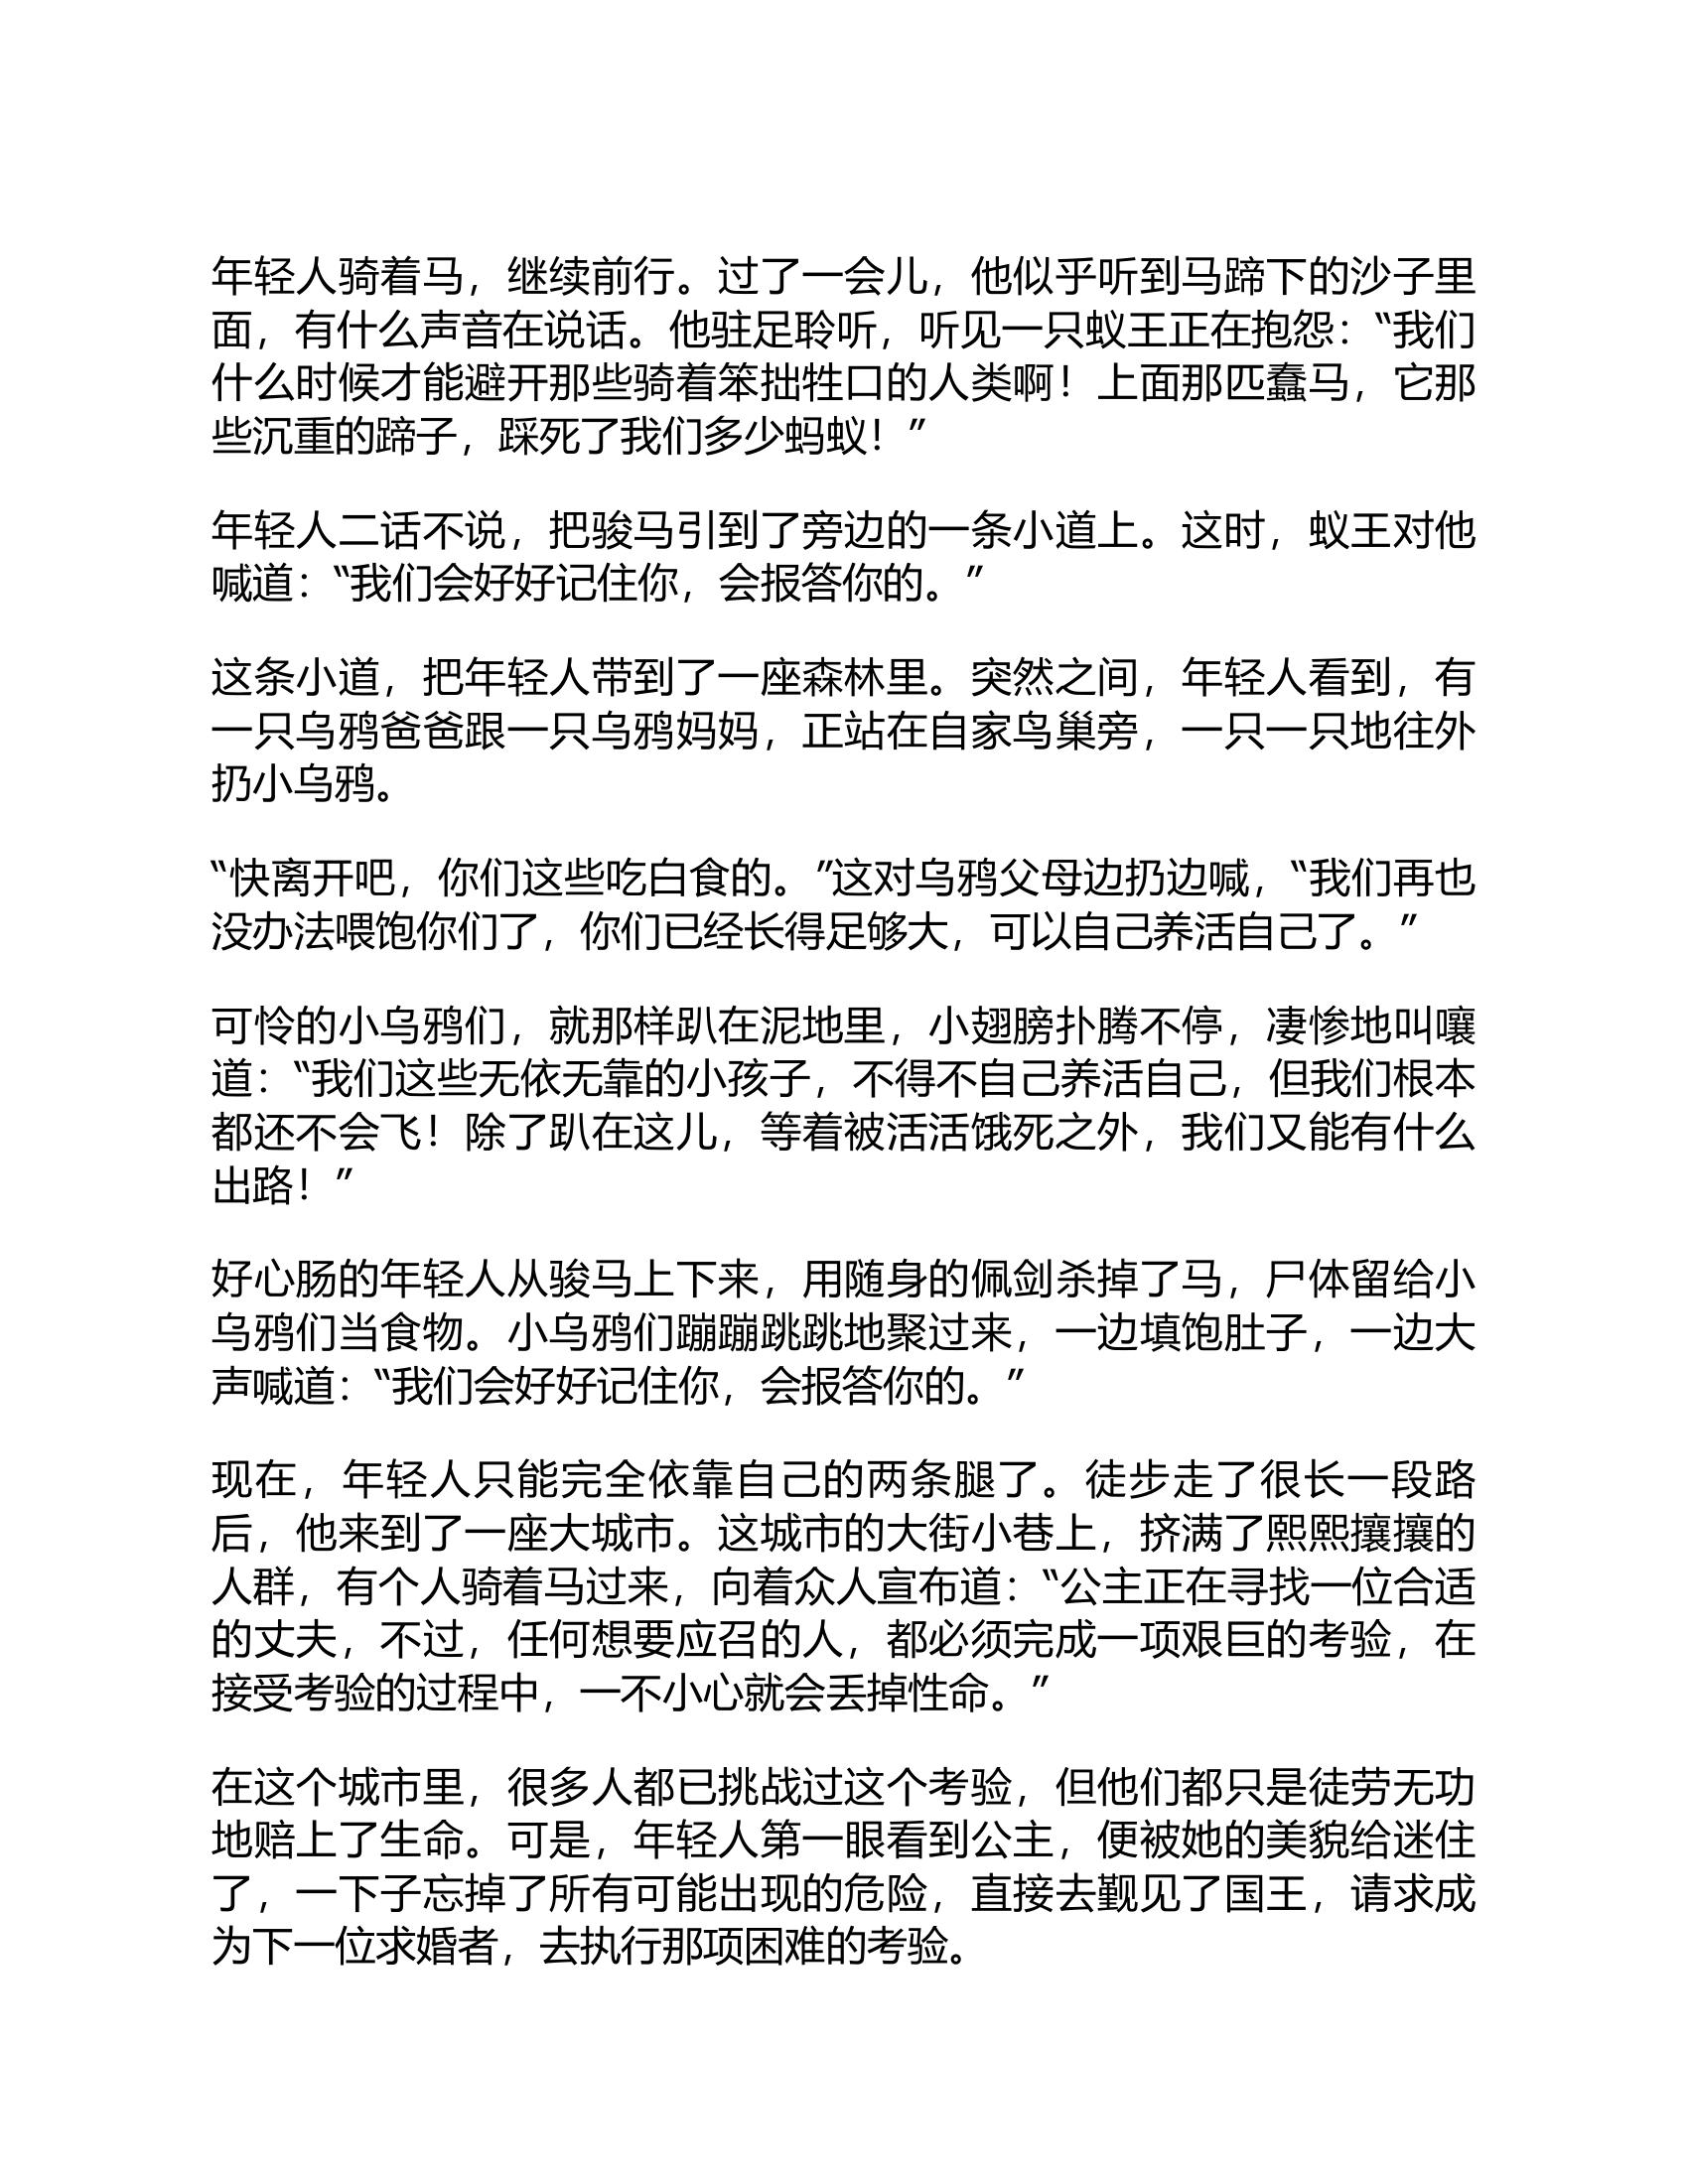 年轻人骑着马，继续前行。过了一会儿，他似乎听到马蹄下的沙子里
面，有什么声音在说话。他驻足聆听，听见一只蚁王正在抱怨：“我们
什么时候才能避开那些骑着笨拙牲口的人类啊！上面那匹蠢马，它那
些沉重的蹄子，踩死了我们多少蚂蚁！”
年轻人二话不说，把骏马引到了旁边的一条小道上。这时，蚁王对他
喊道：“我们会好好记住你，会报答你的。”
这条小道，把年轻人带到了一座森林里。突然之间，年轻人看到，有
一只乌鸦爸爸跟一只乌鸦妈妈，正站在自家鸟巢旁，一只一只地往外
扔小乌鸦。
“快离开吧，你们这些吃白食的。”这对乌鸦父母边扔边喊，“我们再也
没办法喂饱你们了，你们已经长得足够大，可以自己养活自己了。”
可怜的小乌鸦们，就那样趴在泥地里，小翅膀扑腾不停，凄惨地叫嚷
道：“我们这些无依无靠的小孩子，不得不自己养活自己，但我们根本
都还不会飞！除了趴在这儿，等着被活活饿死之外，我们又能有什么
出路！”
好心肠的年轻人从骏马上下来，用随身的佩剑杀掉了马，尸体留给小
乌鸦们当食物。小乌鸦们蹦蹦跳跳地聚过来，一边填饱肚子，一边大
声喊道：“我们会好好记住你，会报答你的。”
现在，年轻人只能完全依靠自己的两条腿了。徒步走了很长一段路
后，他来到了一座大城市。这城市的大街小巷上，挤满了熙熙攘攘的
人群，有个人骑着马过来，向着众人宣布道：“公主正在寻找一位合适
的丈夫，不过，任何想要应召的人，都必须完成一项艰巨的考验，在
接受考验的过程中，一不小心就会丢掉性命。”
在这个城市里，很多人都已挑战过这个考验，但他们都只是徒劳无功
地赔上了生命。可是，年轻人第一眼看到公主，便被她的美貌给迷住
了，一下子忘掉了所有可能出现的危险，直接去觐见了国王，请求成
为下一位求婚者，去执行那项困难的考验。